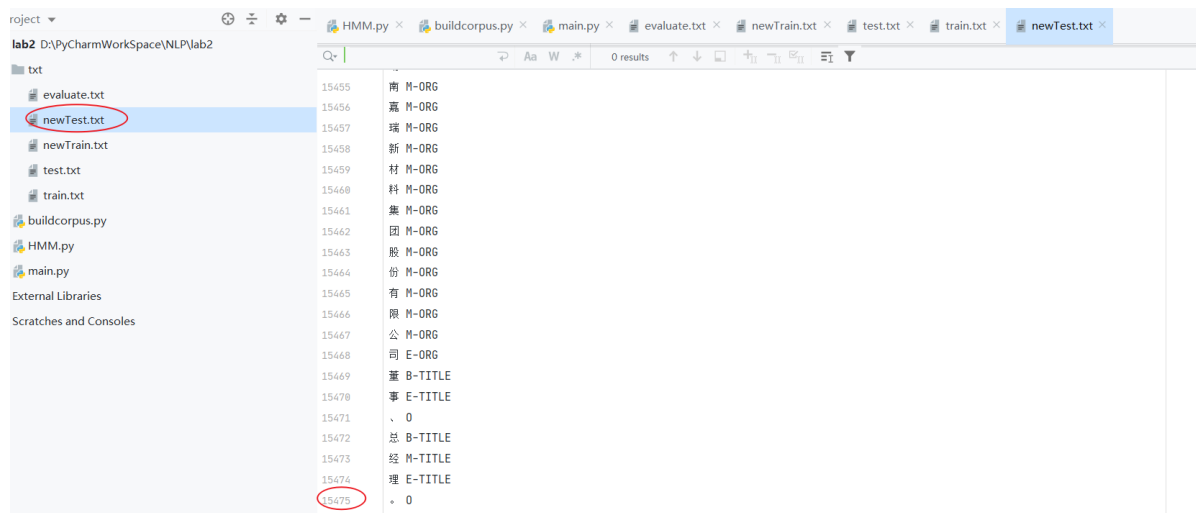 roject
HMM.py buildcorpus.py main.py evaluate.txt newTrain.txt test.txt train.txt newTest.txt
lab2 D:\PyCharmWorkSpace\NLP\lab2
Aa W .* 0 results
txt
evaluate.txt
newTest.txt
newTrain.txt
test.txt
train.txt
buildcorpus.py
HMM.py
main.py
External Libraries
Scratches and Consoles
15455 南 M-ORG
15456 嘉 M-ORG
15457 瑞 M-ORG
15458 新 M-ORG
15459 材 M-ORG
15460 料 M-ORG
15461 集 M-ORG
15462 团 M-ORG
15463 股 M-ORG
15464 份 M-ORG
15465 有 M-ORG
15466 限 M-ORG
15467 公 M-ORG
15468 司 E-ORG
15469 董 B-TITLE
15470 事 E-TITLE
15471 、 O
15472 总 B-TITLE
15473 经 M-TITLE
15474 理 E-TITLE
15475 。 O